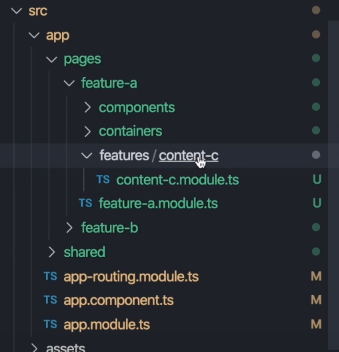 src
app
pages
feature-a
components
containers
features / content-c
TS content-c.module.ts U
TS feature-a.module.ts U
feature-b
shared
TS app-routing.module.ts M
TS app.component.ts M
TS app.module.ts M
assets